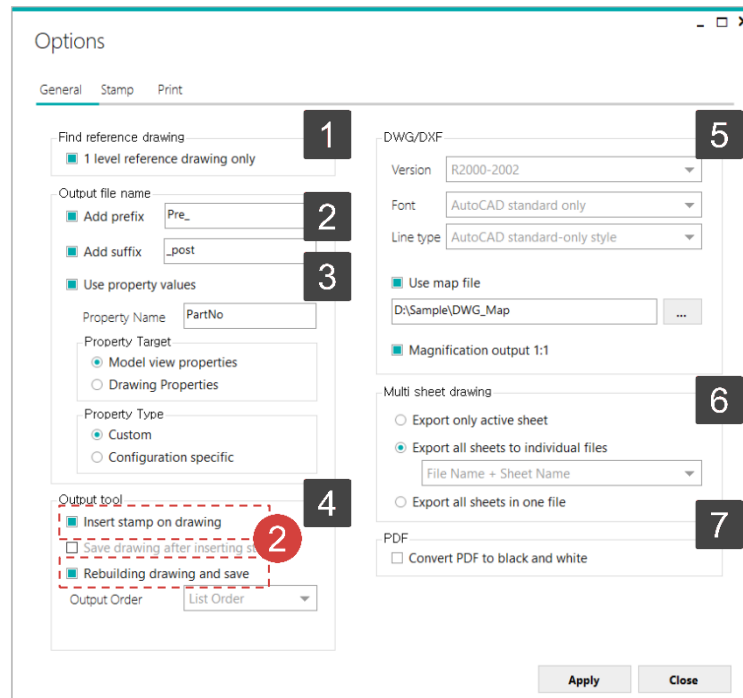 Options
General Stamp Print
Find reference drawing
1
1 level reference drawing only
Output file name
Add prefix Pre_
2
Add suffix _post
3
Use property values
Property Name PartNo
Property Target
Model view properties
Drawing Properties
Property Type
Custom
Configuration specific
Output tool
4
Insert stamp on drawing
2
Save drawing after inserting
Rebuilding drawing and save
Output Order List Order
DWG/DXF
5
Version R2000-2002
Font AutoCAD standard only
Line type AutoCAD standard-only style
Use map file
D:\Sample\DWG_Map ...
Magnification output 1:1
Multi sheet drawing
6
Export only active sheet
Export all sheets to individual files
File Name + Sheet Name
Export all sheets in one file
7
PDF
Convert PDF to black and white
Apply Close